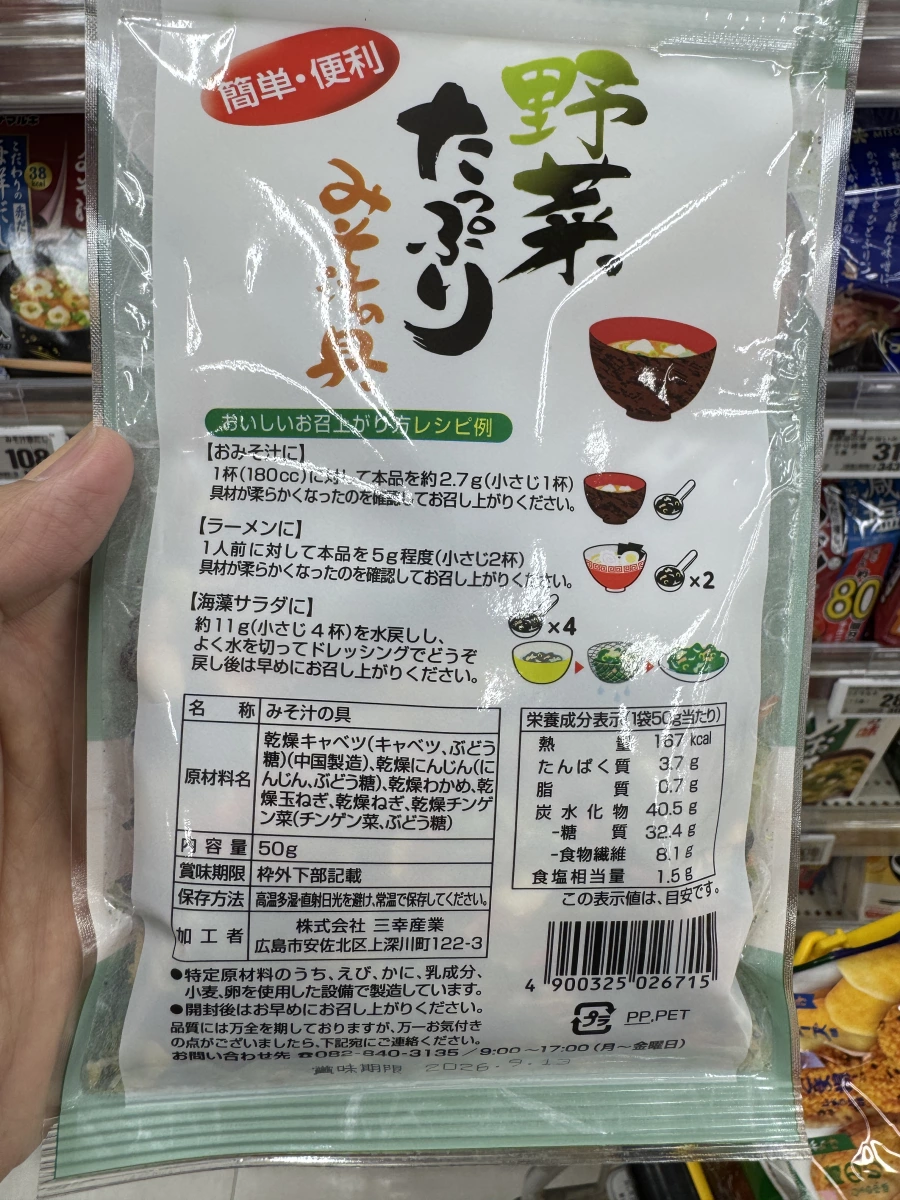 簡単・便利
野菜
たっぷり
みそ汁の具
おいしいお召上がり方レシピ例
【おみそ汁に】
1杯(180cc)に対して本品を約2.7g(小さじ1杯)
具材が柔らかくなったのを確認してお召し上がりください。
【ラーメンに】
1人前に対して本品を5g程度(小さじ2杯)
具材が柔らかくなったのを確認してお召し上がりください。
×2
【海藻サラダに】
約11g(小さじ4杯)を水戻しし、
よく水を切ってドレッシングでどうぞ
戻し後は早めにお召し上がりください。
×4
名 称 みそ汁の具
原材料名 乾燥キャベツ(キャベツ、ぶどう
糖)(中国製造)、乾燥にんじん(に
んじん、ぶどう糖)、乾燥わかめ、乾
燥玉ねぎ、乾燥ねぎ、乾燥チンゲ
ン菜(チンゲン菜、ぶどう糖)
内容量 50g
賞味期限 枠外下部記載
保存方法 高温多湿・直射日光を避け、常温で保存してください。
加工者 株式会社 三幸産業
広島市安佐北区上深川町122-3
栄養成分表示(1袋50g当たり)
熱 量 167 kcal
たんぱく質 3.7 g
脂 質 0.7 g
炭水化物 40.5 g
-糖 質 32.4 g
-食物繊維 8.1 g
食塩相当量 1.5 g
この表示値は、目安です。
4 900325 026715
プラ PP,PET
●特定原材料のうち、えび、かに、乳成分、
小麦、卵を使用した設備で製造しています。
●開封後はお早めにお召し上がりください。
品質には万全を期しておりますが、万一お気付き
の点がございましたら、下記宛にご連絡ください。
お問い合わせ先 ☎082-840-3135/9:00~17:00(月~金曜日)
賞味期限 2026.9.13
108
38
kcal
80